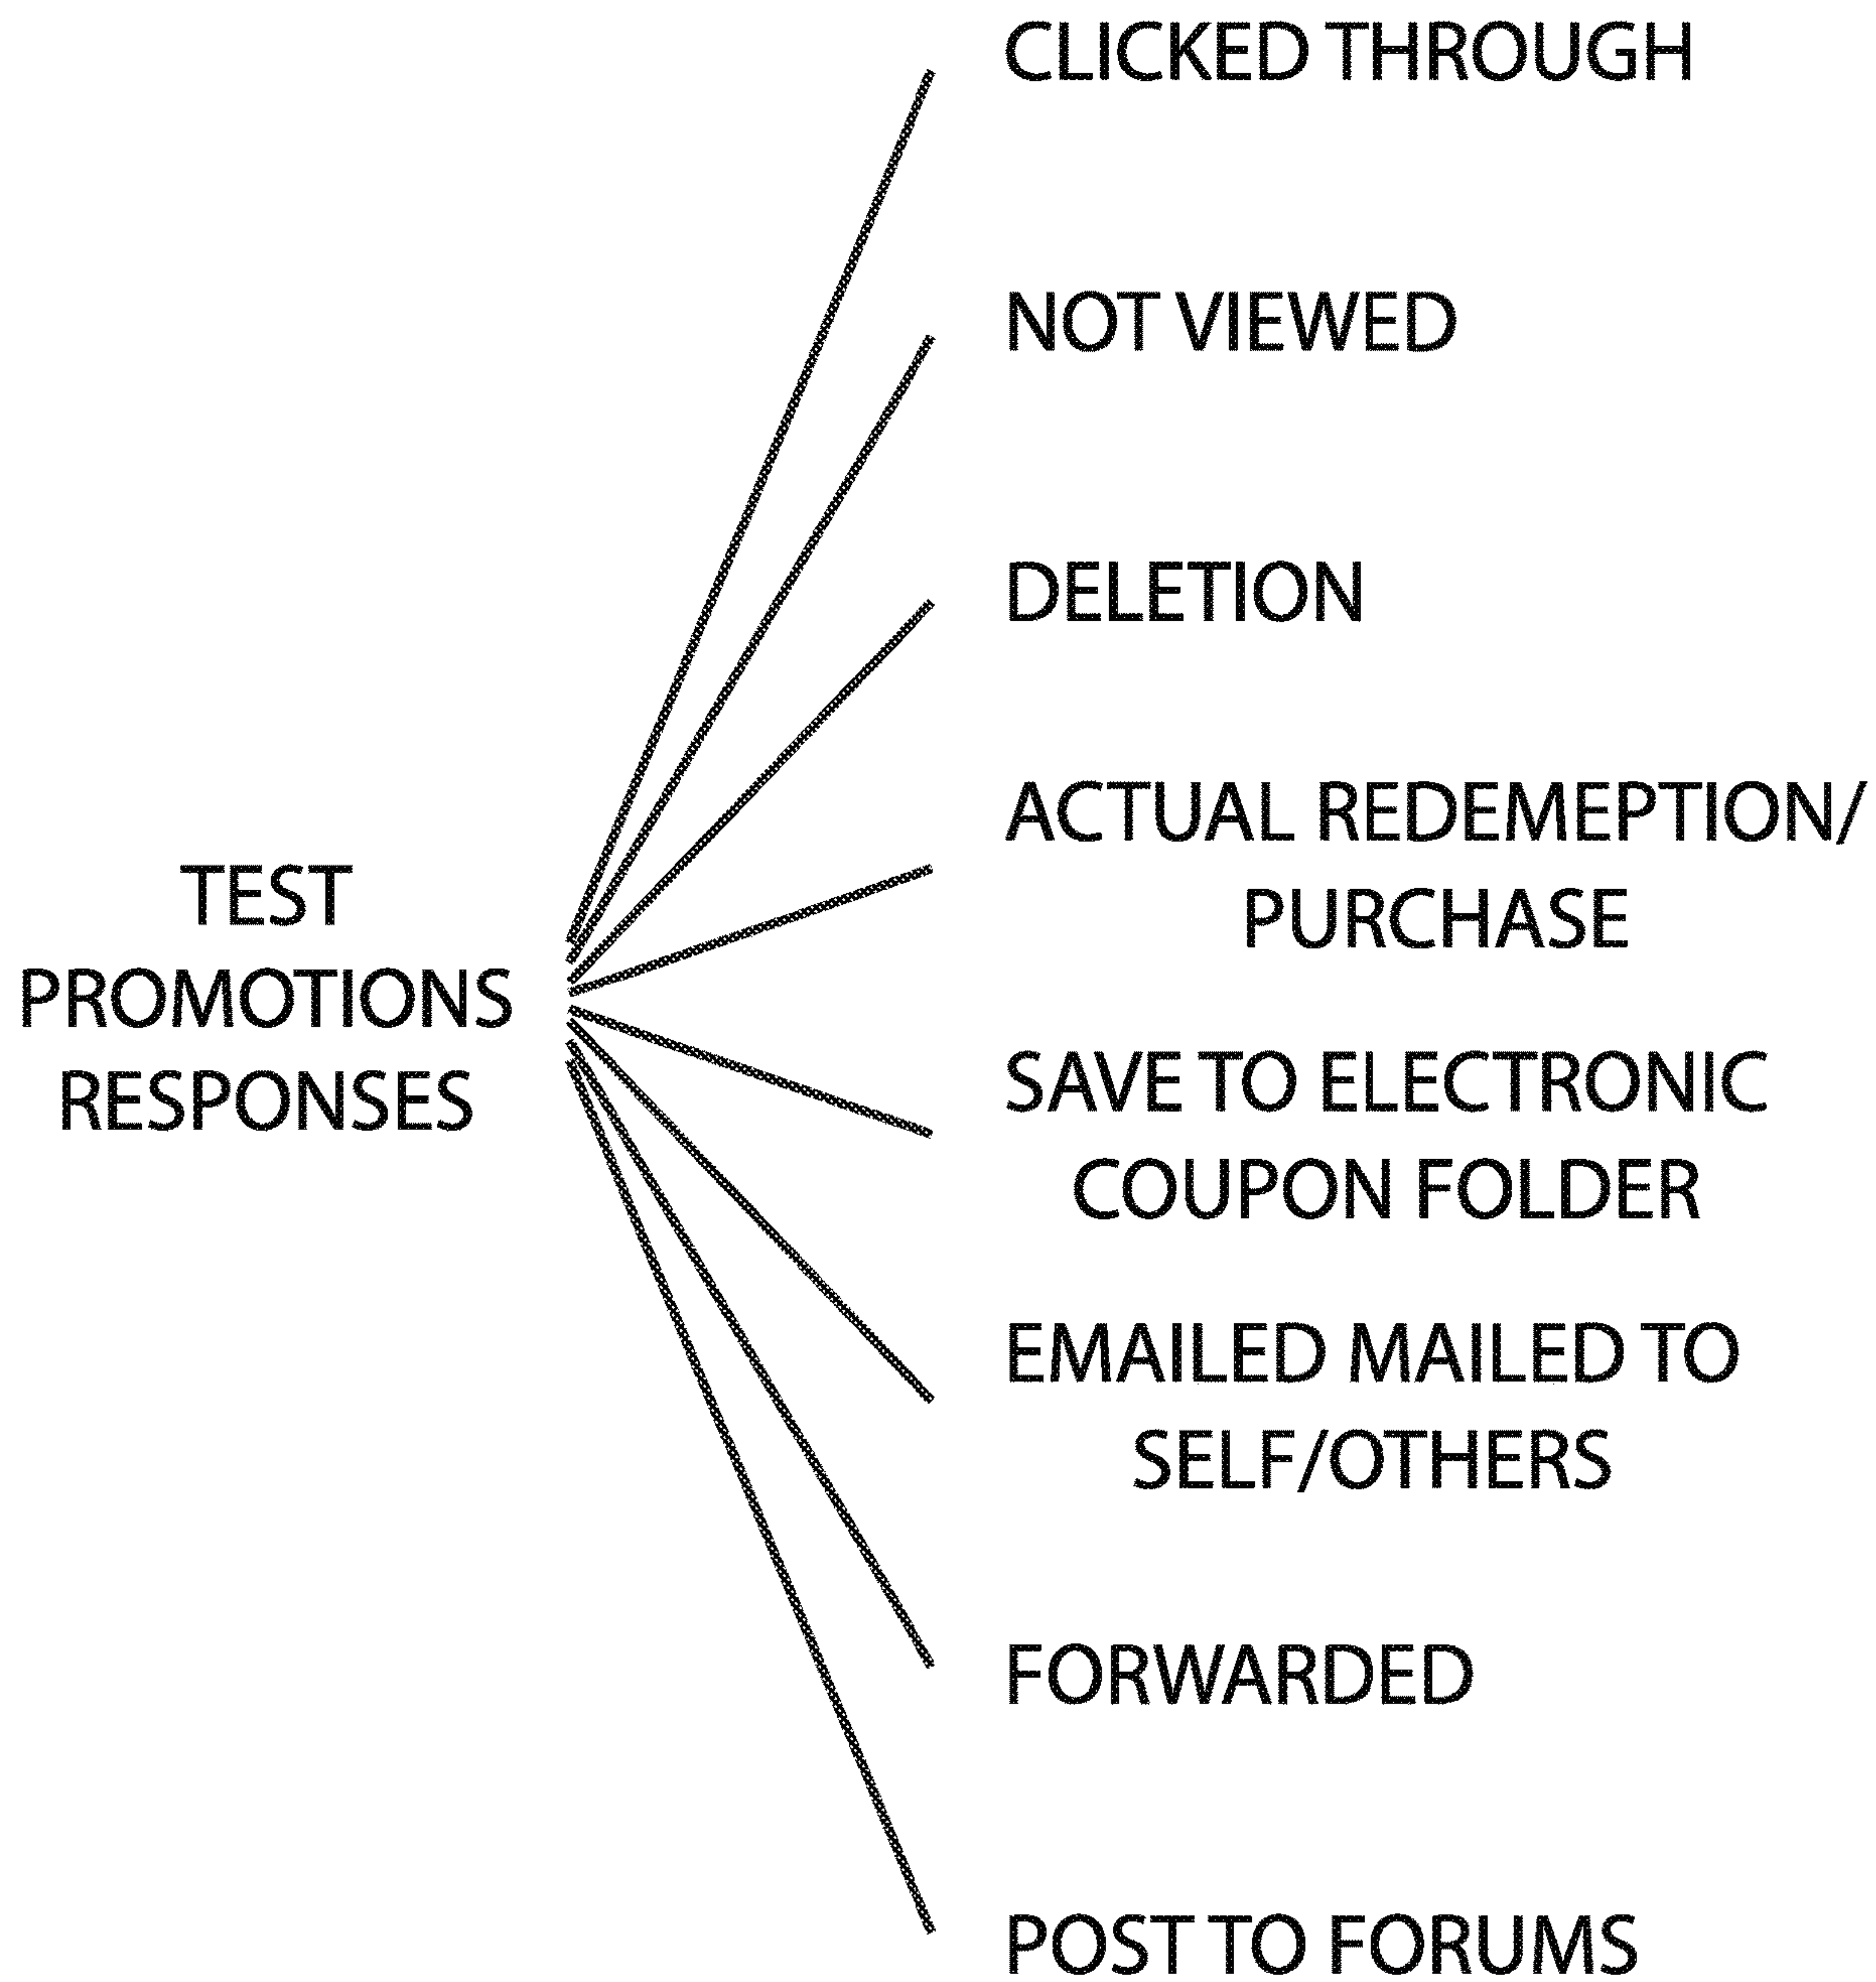 CLICKED THROUGH
NOT VIEWED
DELETION
ACTUAL REDEMEPTION/
PURCHASE
TEST
PROMOTIONS
RESPONSES
SAVE TO ELECTRONIC
COUPON FOLDER
EMAILED MAILED TO
SELF/OTHERS
FORWARDED
POST TO FORUMS